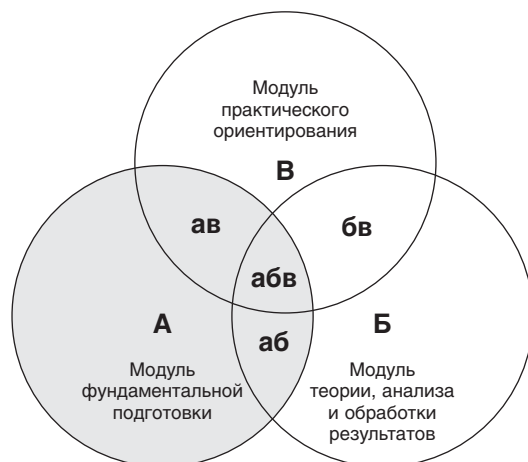 Модуль
практического
ориентирования
В
ав
бв
абв
А
Б
аб
Модуль
фундаментальной
подготовки
Модуль
теории, анализа
и обработки
результатов